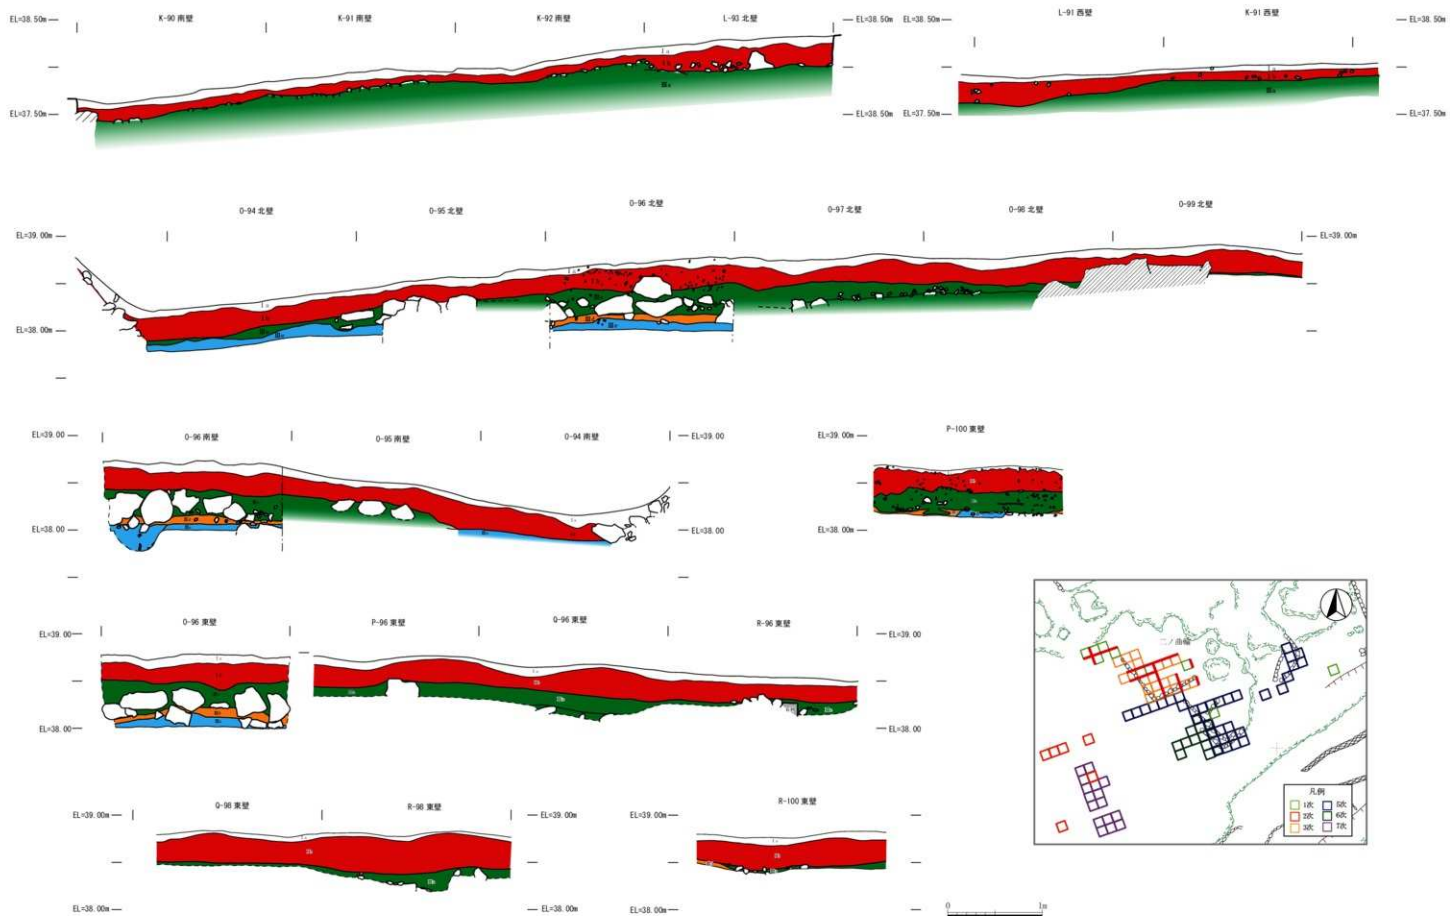 K-90 南壁 K-91 南壁 K-92 南壁 L-93 北壁
EL=38.50m EL=38.50m
EL=37.50m EL=38.50m
Ⅰa
Ⅲa
L-91 西壁 K-91 西壁
EL=38.50m EL=38.50m
EL=37.50m EL=37.50m
O-94 北壁 O-95 北壁 O-96 北壁 O-97 北壁 O-98 北壁 O-99 北壁
EL=39.00m EL=39.00m
EL=38.00m
O-96 南壁 O-95 南壁 O-94 南壁
EL=39.00 EL=39.00
EL=38.00 EL=38.00
P-100 東壁
EL=39.00m
EL=38.00m
O-96 東壁 P-96 東壁 Q-96 東壁 R-96 東壁
EL=39.00 EL=39.00
EL=38.00 EL=38.00
Q-98 東壁 R-98 東壁
EL=39.00m EL=39.00m
EL=38.00m EL=38.00m
R-100 東壁
EL=39.00m
EL=38.00m
二ノ曲輪
凡例
1次 5次
2次 6次
3次 7次
0 1m